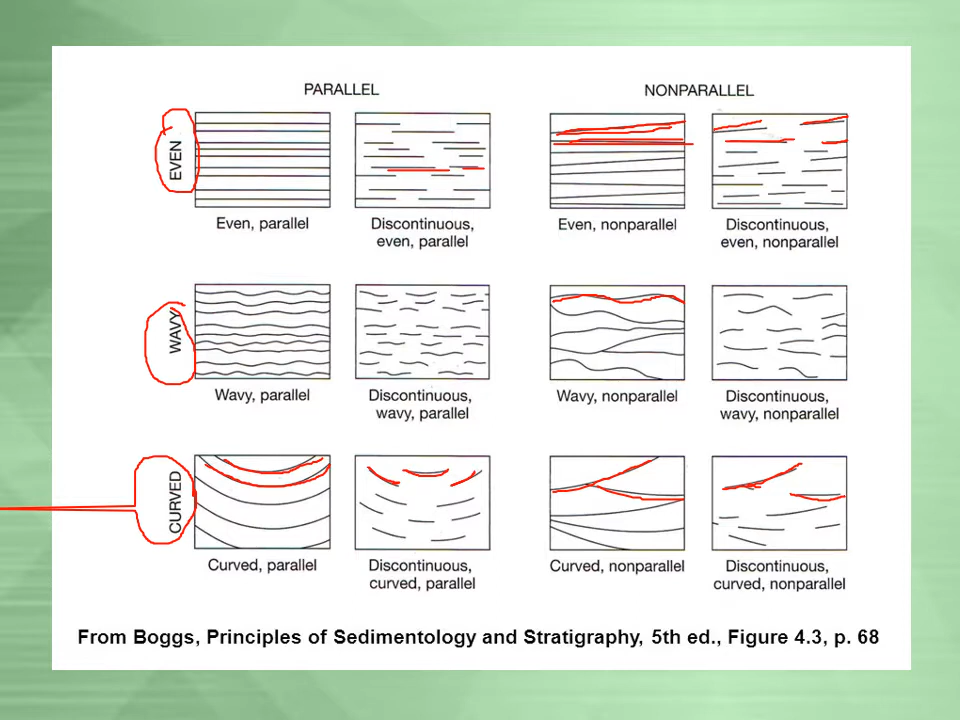 PARALLEL
NONPARALLEL
EVEN
Even, parallel
Discontinuous,
even, parallel
Even, nonparallel
Discontinuous,
even, nonparallel
WAVY
Wavy, parallel
Discontinuous,
wavy, parallel
Wavy, nonparallel
Discontinuous,
wavy, nonparallel
CURVED
Curved, parallel
Discontinuous,
curved, parallel
Curved, nonparallel
Discontinuous,
curved, nonparallel
From Boggs, Principles of Sedimentology and Stratigraphy, 5th ed., Figure 4.3, p. 68